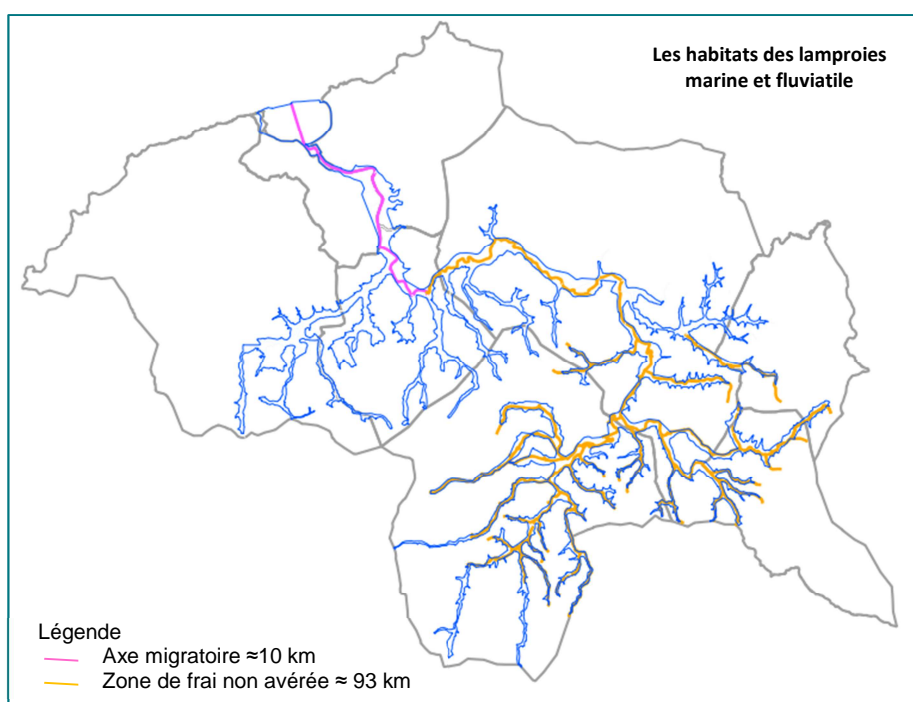 Les habitats des lamproies
marine et fluviatile
Légende
Axe migratoire ≈10 km
Zone de frai non avérée ≈ 93 km